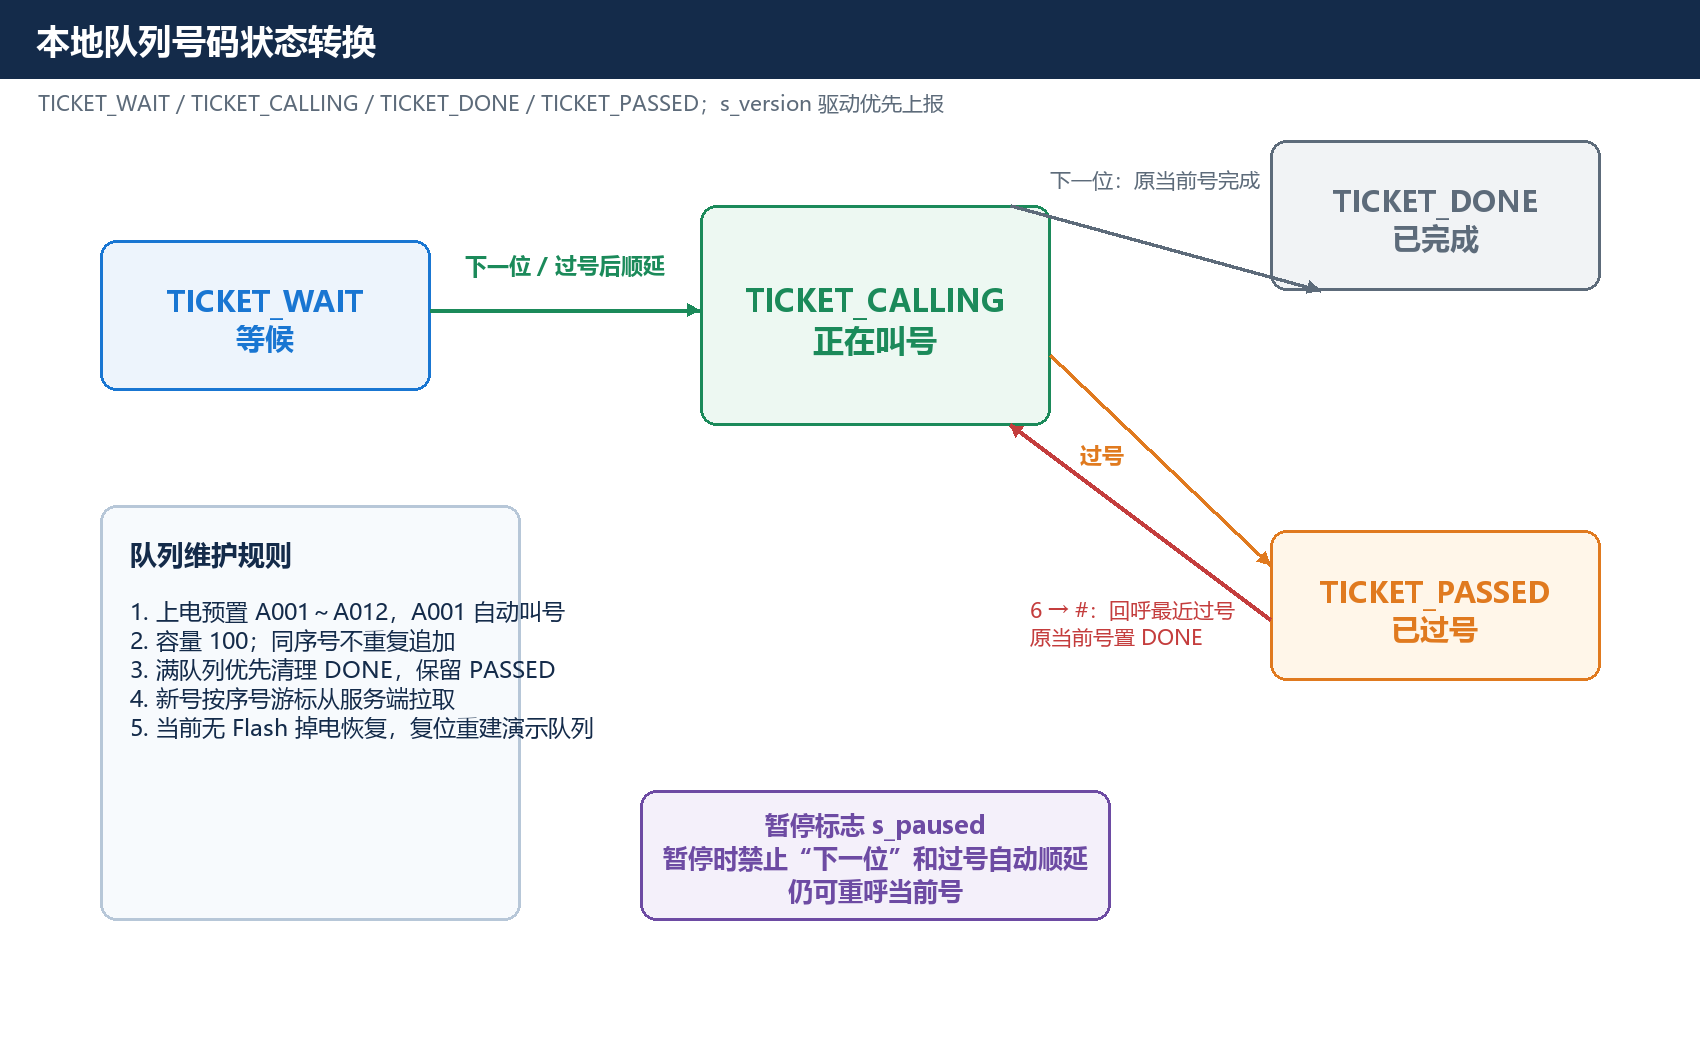 本地队列号码状态转换
TICKET_WAIT / TICKET_CALLING / TICKET_DONE / TICKET_PASSED；s_version 驱动优先上报
下一位：原当前号完成
TICKET_DONE
已完成
下一位 / 过号后顺延
TICKET_WAIT
等候
TICKET_CALLING
正在叫号
过号
6 → #：回呼最近过号
原当前号置 DONE
TICKET_PASSED
已过号
队列维护规则
1. 上电预置 A001～A012，A001 自动叫号
2. 容量 100；同序号不重复追加
3. 满队列优先清理 DONE，保留 PASSED
4. 新号按序号游标从服务端拉取
5. 当前无 Flash 掉电恢复，复位重建演示队列
暂停标志 s_paused
暂停时禁止“下一位”和过号自动顺延
仍可重呼当前号